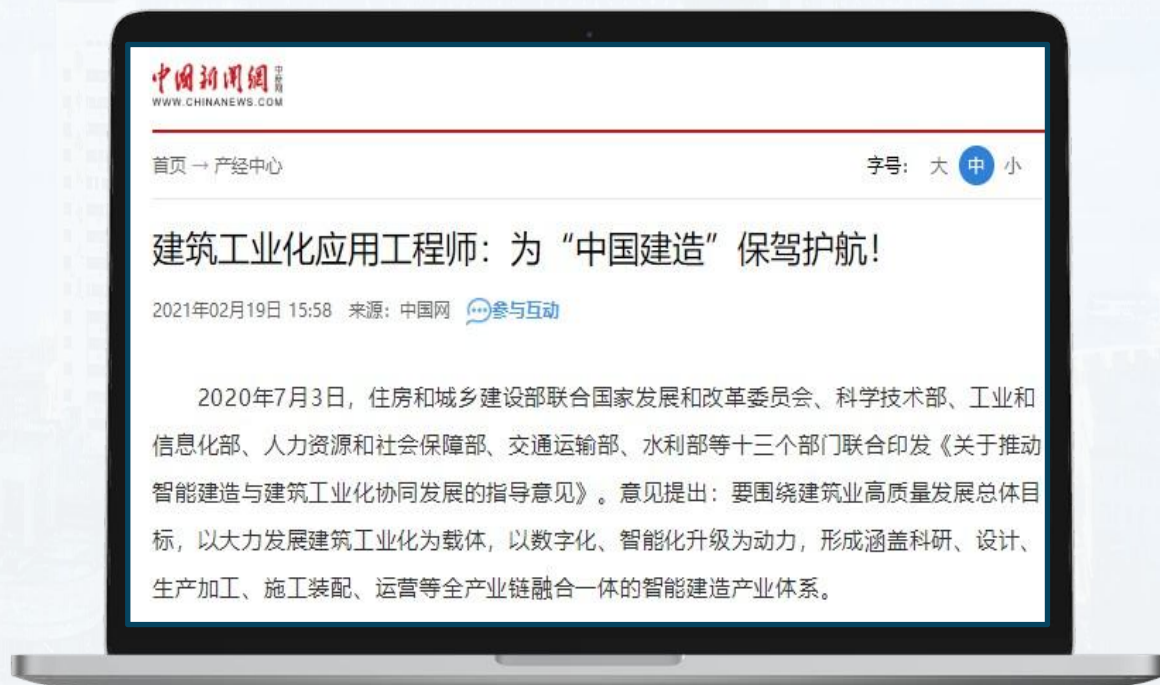 中国新闻網 中新网
WWW.CHINANEWS.COM
首页 → 产经中心 字号： 大 中 小
建筑工业化应用工程师：为“中国建造”保驾护航！
2021年02月19日 15:58 来源：中国网 参与互动
2020年7月3日，住房和城乡建设部联合国家发展和改革委员会、科学技术部、工业和
信息化部、人力资源和社会保障部、交通运输部、水利部等十三个部门联合印发《关于推动
智能建造与建筑工业化协同发展的指导意见》。意见提出：要围绕建筑业高质量发展总体目
标，以大力发展建筑工业化为载体，以数字化、智能化升级为动力，形成涵盖科研、设计、
生产加工、施工装配、运营等全产业链融合一体的智能建造产业体系。